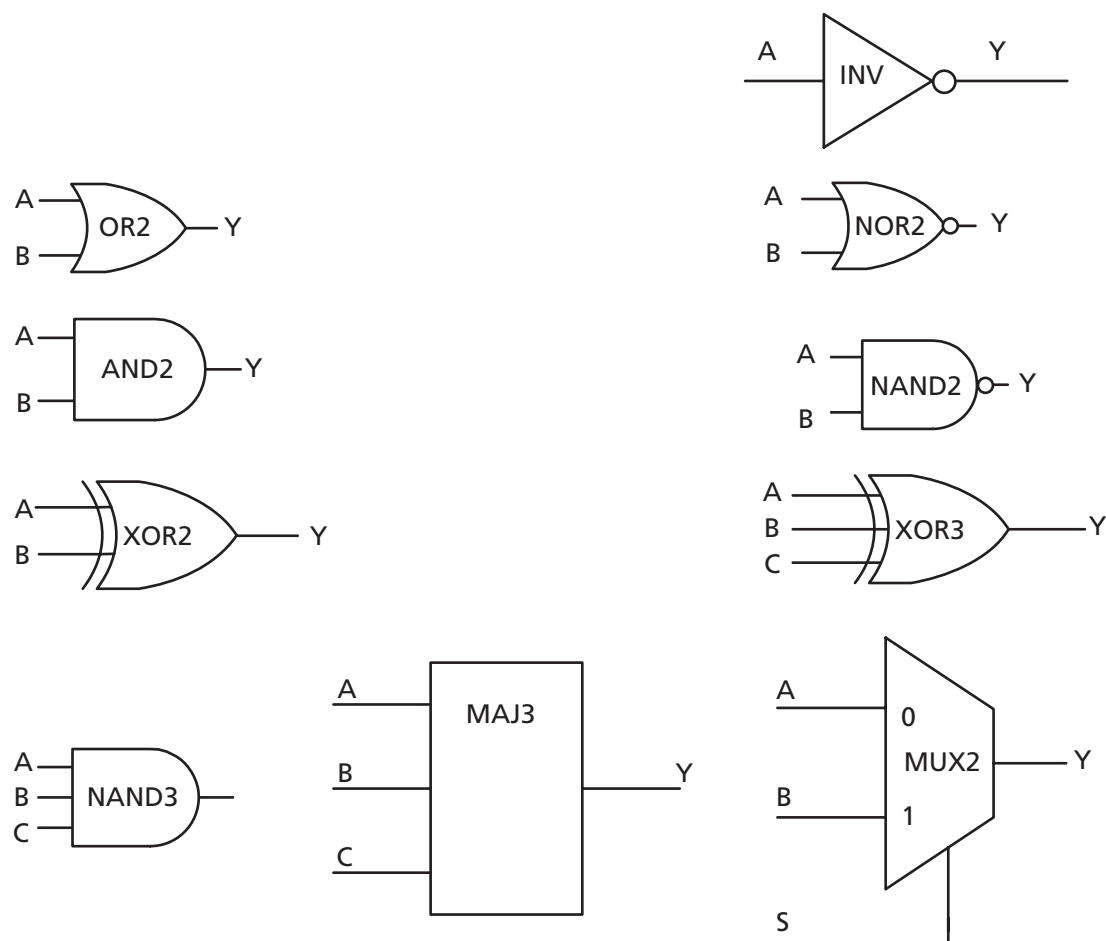 A INV Y
A OR2 Y
B
A NOR2 Y
B
A AND2 Y
B
A NAND2 Y
B
A XOR2 Y
B
A XOR3 Y
B
C
A
B NAND3
C
A MAJ3
B Y
C
A 0
MUX2 Y
B 1
S